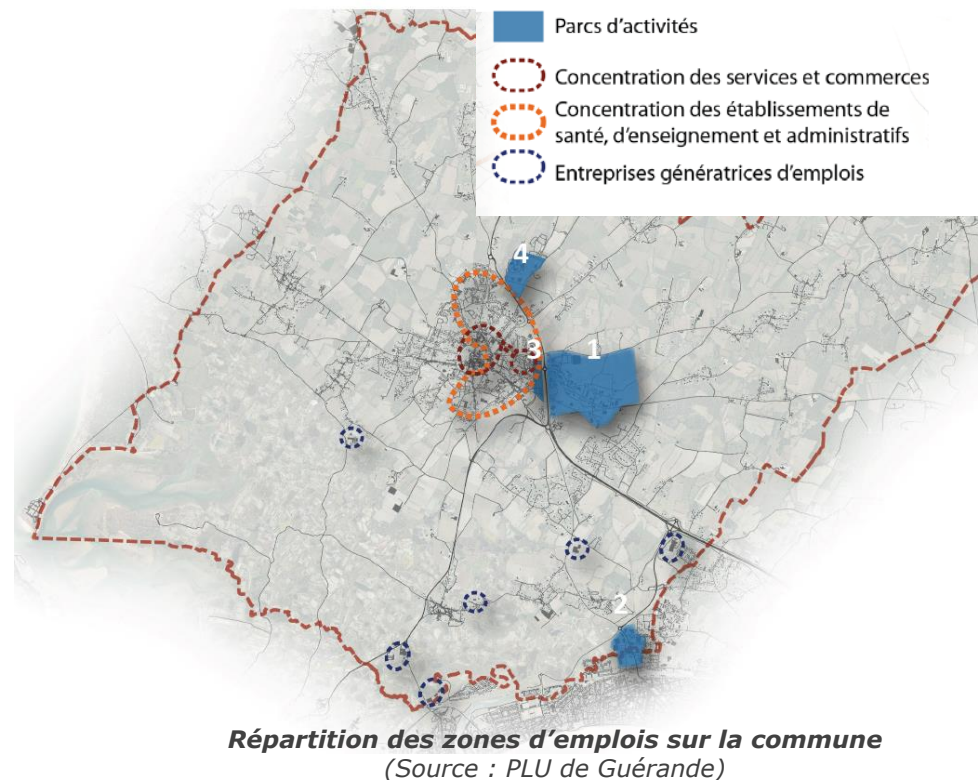 Parcs d'activités
Concentration des services et commerces
Concentration des établissements de
santé, d'enseignement et administratifs
Entreprises génératrices d'emplois
4
3
1
2
Répartition des zones d'emplois sur la commune
(Source : PLU de Guérande)